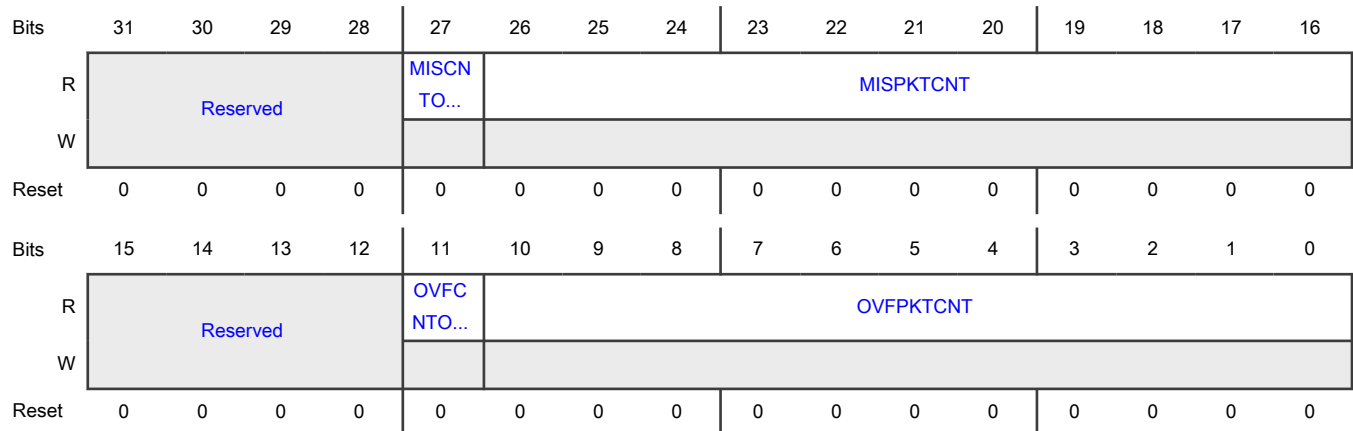 Bits 31 30 29 28 27 26 25 24 23 22 21 20 19 18 17 16
R Reserved MISCN TO... MISPKTCNT
W
Reset 0 0 0 0 0 0 0 0 0 0 0 0 0 0 0 0
Bits 15 14 13 12 11 10 9 8 7 6 5 4 3 2 1 0
R Reserved OVFC NTO... OVFPKTCNT
W
Reset 0 0 0 0 0 0 0 0 0 0 0 0 0 0 0 0